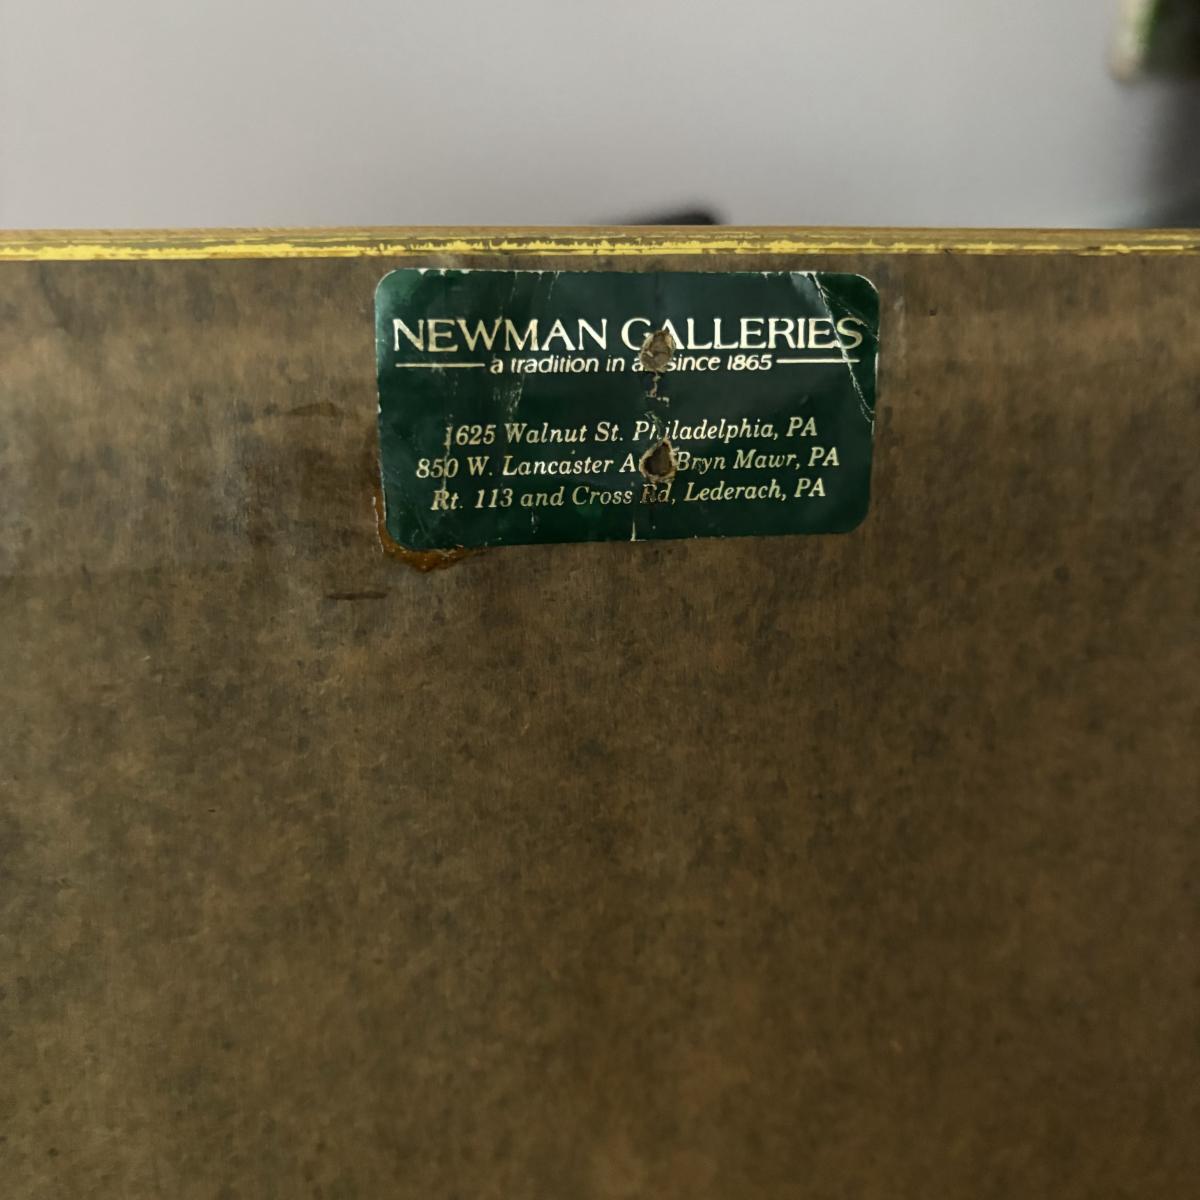 NEWMAN GALLERIES
a tradition in since 1865
1625 Walnut St. Philadelphia, PA
850 W. Lancaster Bryn Mawr, PA
Rt. 113 and Cross Rd, Lederach, PA